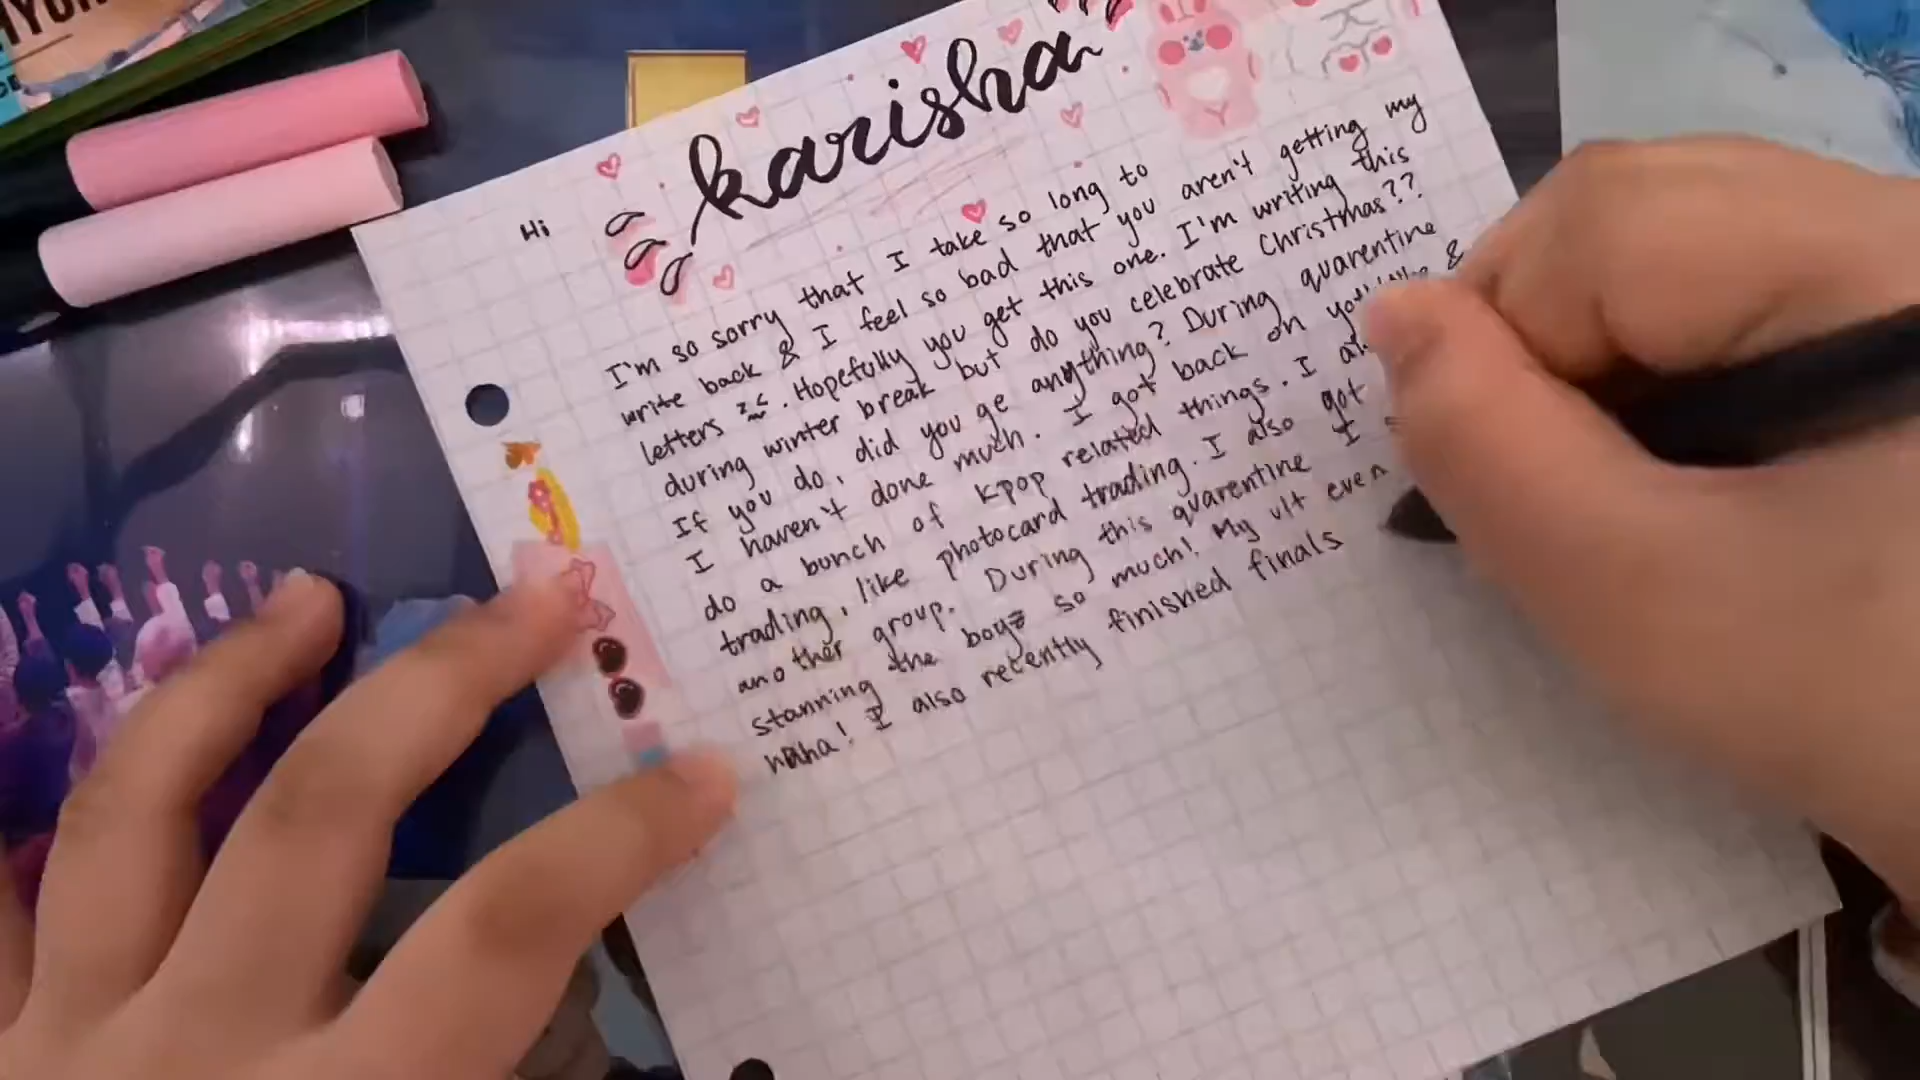 Hi karisha
I'm so sorry that I take so long to
write back & I feel so bad that you aren't getting my
letters >.< . Hopefully you get this one. I'm writing this
during winter break but do you celebrate Christmas??
If you do, did you ge anything? During quarentine
I haven't done much. I got back on &
do a bunch of kpop related things. I
trading, like photocard trading. I also got
another group. During this quarentine I
stanning the boyz so much! My ult even
haha! I also recently finished finals